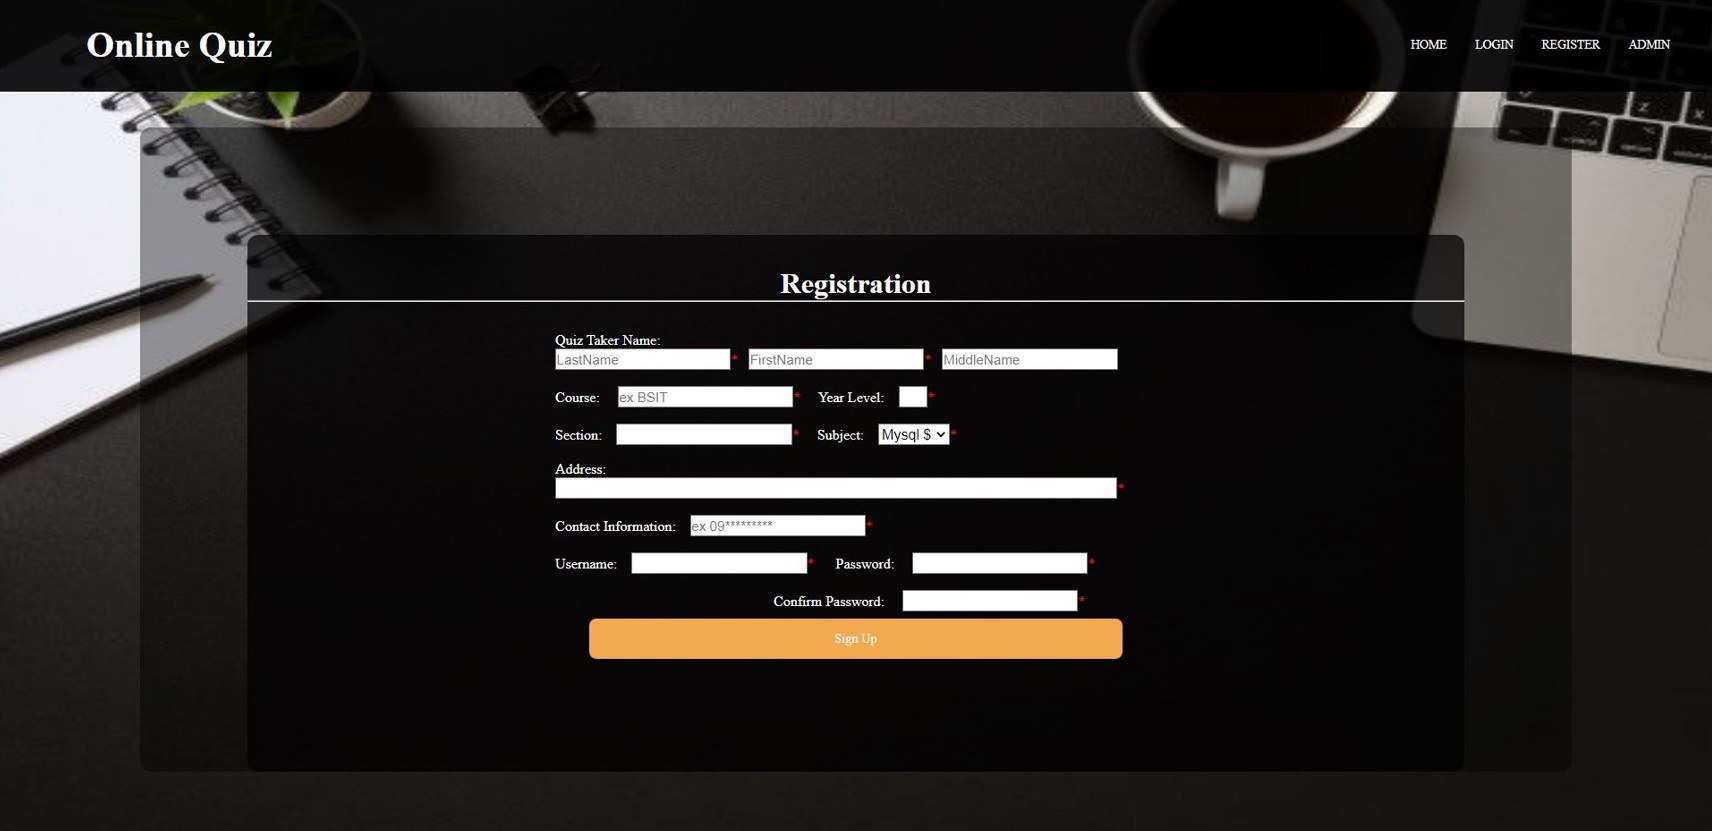 Online Quiz
HOME LOGIN REGISTER ADMIN
Registration
Quiz Taker Name:
LastName * FirstName * MiddleName
Course: ex BSIT * Year Level: *
Section: * Subject: Mysql $ *
Address:
*
Contact Information: ex 09********* *
Username: * Password: *
Confirm Password: *
Sign Up